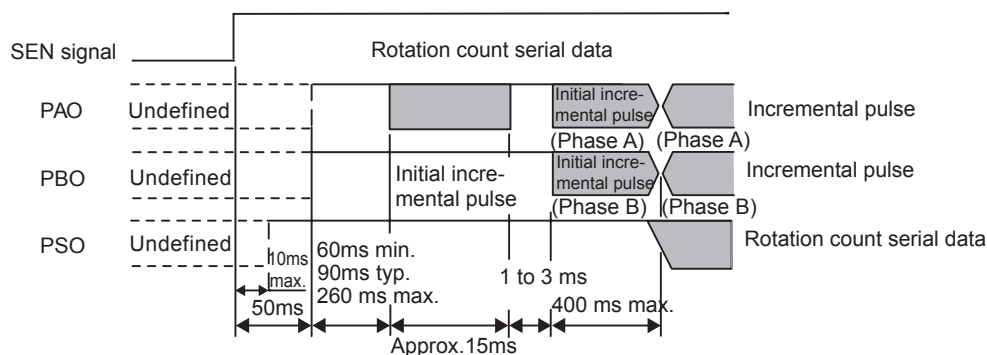 SEN signal
Rotation count serial data
PAO
Undefined
Initial incre-
mental pulse
Incremental pulse
(Phase A)
(Phase A)
PBO
Undefined
Initial incre-
mental pulse
Initial incre-
mental pulse
Incremental pulse
(Phase B)
(Phase B)
PSO
Undefined
Rotation count serial data
10ms
max.
60ms min.
90ms typ.
260 ms max.
1 to 3 ms
50ms
400 ms max.
Approx.15ms